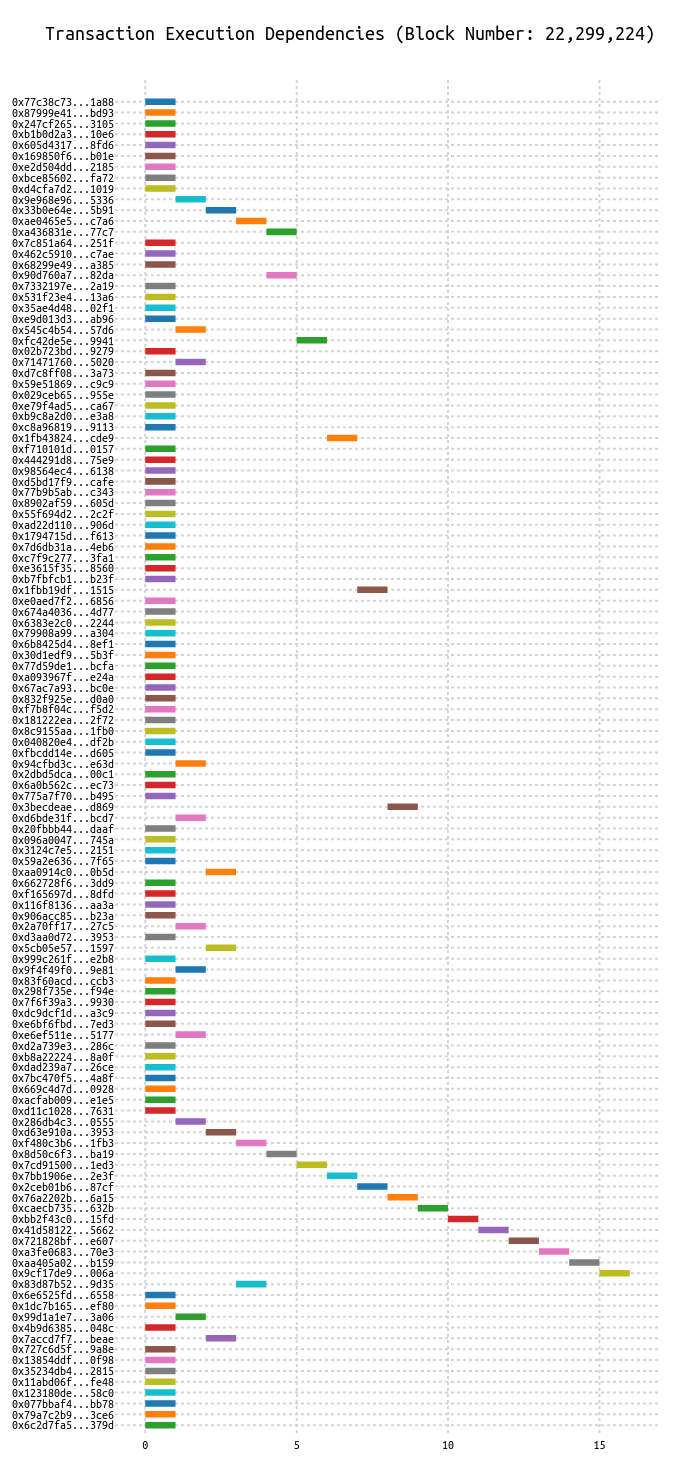 Transaction Execution Dependencies (Block Number: 22,299,224)
0x77c38c73...1a88
0x87999e41...bd93
0x247cf265...3105
0xb1b0d2a3...10e6
0x605d4317...8fd6
0x169850f6...b01e
0xe2d504dd...2185
0xbce85602...fa72
0xd4cfa7d2...1019
0x9e968e96...5336
0x33b0e64e...5b91
0xae0465e5...c7a6
0xa436831e...77c7
0x7c851a64...251f
0x462c5910...c7ae
0x68299e49...a385
0x90d760a7...82da
0x7332197e...2a19
0x531f23e4...13a6
0x35ae4d48...02f1
0xe9d013d3...ab96
0x545c4b54...57d6
0xfc42de5e...9941
0x02b723bd...9279
0x71471760...5020
0xd7c8ff08...3a73
0x59e51869...c9c9
0x029ceb65...955e
0xe79f4ad5...ca67
0xb9c8a2d0...e3a8
0xc8a96819...9113
0x1fb43824...cde9
0xf710101d...0157
0x444291d8...75e9
0x98564ec4...6138
0xd5bd17f9...cafe
0x77b9b5ab...c343
0x8902af59...605d
0x55f694d2...2c2f
0xad22d110...906d
0x1794715d...f613
0x7d6db31a...4eb6
0xc7f9c277...3fa1
0xe3615f35...8560
0xb7fbfcb1...b23f
0x1fbb19df...1515
0xe0aed7f2...6856
0x674a4036...4d77
0x6383e2c0...2244
0x79908a99...a304
0x6b8425d4...8ef1
0x30d1edf9...5b3f
0x77d59de1...bcfa
0xa093967f...e24a
0x67ac7a93...bc0e
0x832f925e...d0a0
0xf7b8f04c...f5d2
0x181222ea...2f72
0x8c9155aa...1fb0
0x040820e4...df2b
0xfbcdd14e...d605
0x94cfbd3c...e63d
0x2dbd5dca...00c1
0x6a0b562c...ec73
0x775a7f70...b495
0x3becdeae...d869
0xd6bde31f...bcd7
0x20fbbb44...daaf
0x096a0047...745a
0x3124c7e5...2151
0x59a2e636...7f65
0xaa0914c0...0b5d
0x662728f6...3dd9
0xf165697d...8dfd
0x116f8136...aa3a
0x906acc85...b23a
0x2a70ff17...27c5
0xd3aa0d72...3953
0x5cb05e57...1597
0x999c261f...e2b8
0x9f4f49f0...9e81
0x83f60acd...ccb3
0x298f735e...f94e
0x7f6f39a3...9930
0xdc9dcf1d...a3c9
0xe6bf6fbd...7ed3
0xe6ef511e...5177
0xd2a739e3...286c
0xb8a22224...8a0f
0xdad239a7...26ce
0x7bc470f5...4a8f
0x669c4d7d...0928
0xacfab009...e1e5
0xd11c1028...7631
0x286db4c3...0555
0xd63e910a...3953
0xf480c3b6...1fb3
0x8d50c6f3...ba19
0x7cd91500...1ed3
0x7bb1906e...2e3f
0x2ceb01b6...87cf
0x76a2202b...6a15
0xcaecb735...632b
0xbb2f43c0...15fd
0x41d58122...5662
0x721828bf...e607
0xa3fe0683...70e3
0xaa405a02...b159
0x9cf17de9...006a
0x83d87b52...9d35
0x6e6525fd...6558
0x1dc7b165...ef80
0x99d1a1e7...3a06
0x4b9d6385...048c
0x7accd7f7...beae
0x727c6d5f...9a8e
0x13854ddf...0f98
0x35234db4...2815
0x11abd06f...fe48
0x123180de...58c0
0x077bbaf4...bb78
0x79a7c2b9...3ce6
0x6c2d7fa5...379d
0 5 10 15